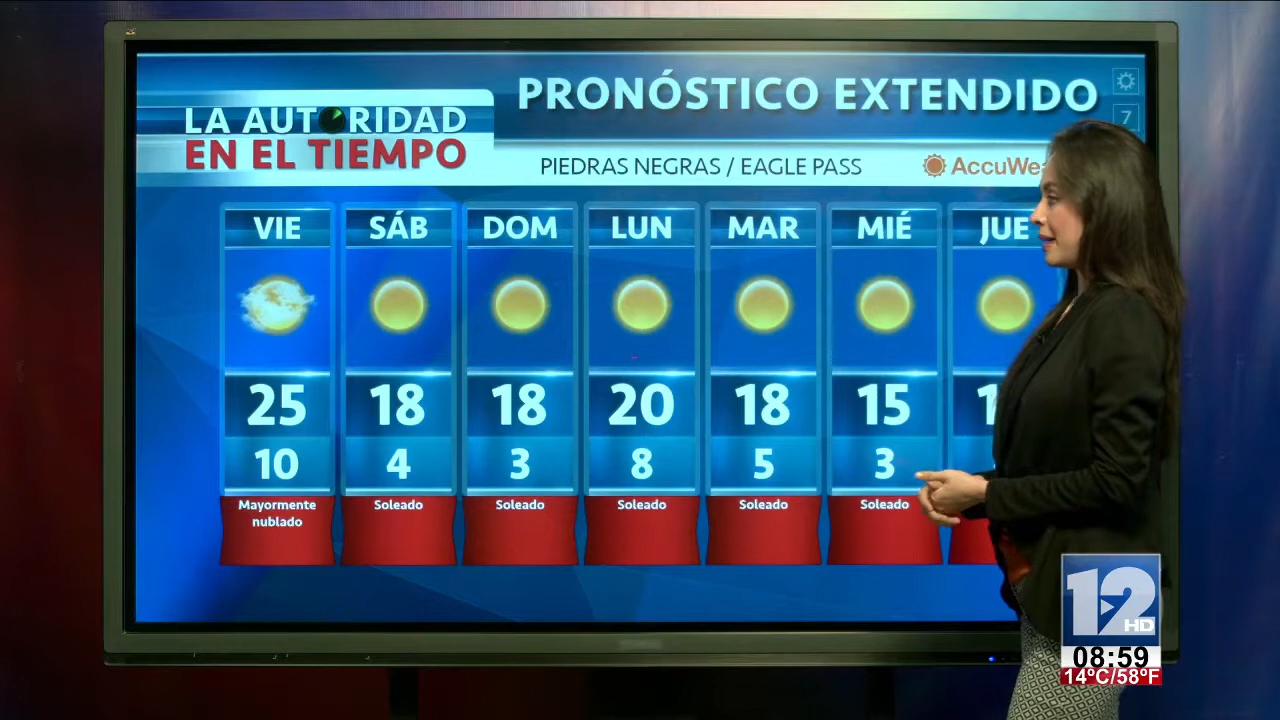 PRONÓSTICO EXTENDIDO
LA AUTORIDAD
EN EL TIEMPO
7
PIEDRAS NEGRAS / EAGLE PASS
VIE SÁB DOM LUN MAR MIÉ JUE
25 18 18 20 18 15
10 4 3 8 5 3
Mayormente
nublado
Soleado Soleado Soleado Soleado Soleado
12
HD
08:59
14°C/58°F